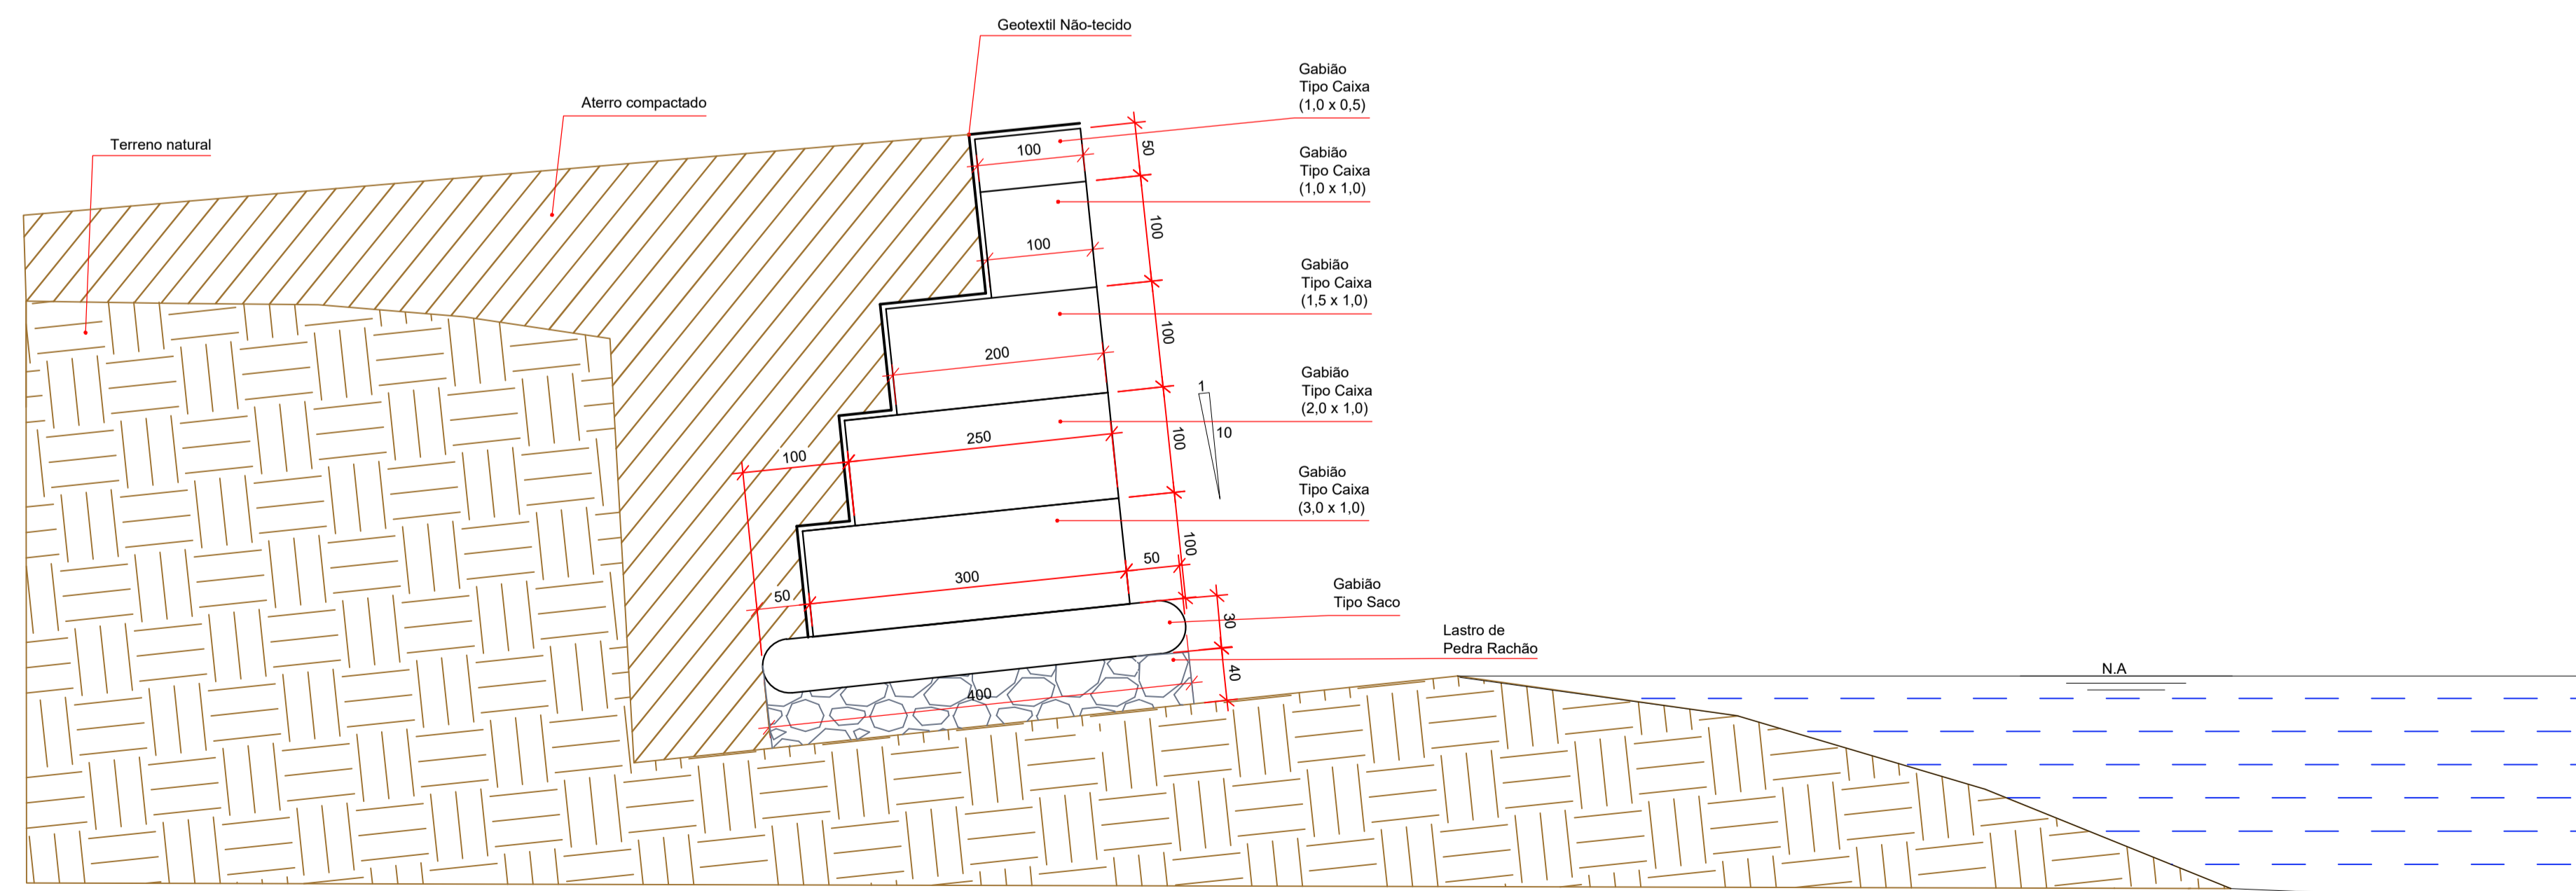 Geotextil Não-tecido
Gabião
Tipo Caixa
(1,0 x 0,5)
Aterro compactado
Terreno natural
100
50
Gabião
Tipo Caixa
(1,0 x 1,0)
100
100
Gabião
Tipo Caixa
(1,5 x 1,0)
200
100
Gabião
Tipo Caixa
(2,0 x 1,0)
1
10
100
250
100
Gabião
Tipo Caixa
(3,0 x 1,0)
50
300
50
100
Gabião
Tipo Saco
30
Lastro de
Pedra Rachão
40
400
N.A